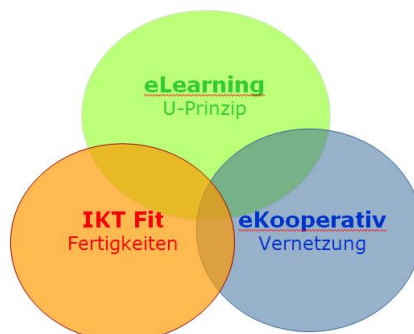 eLearning
U-Prinzip
IKT Fit
Fertigkeiten
eKooperativ
Vernetzung